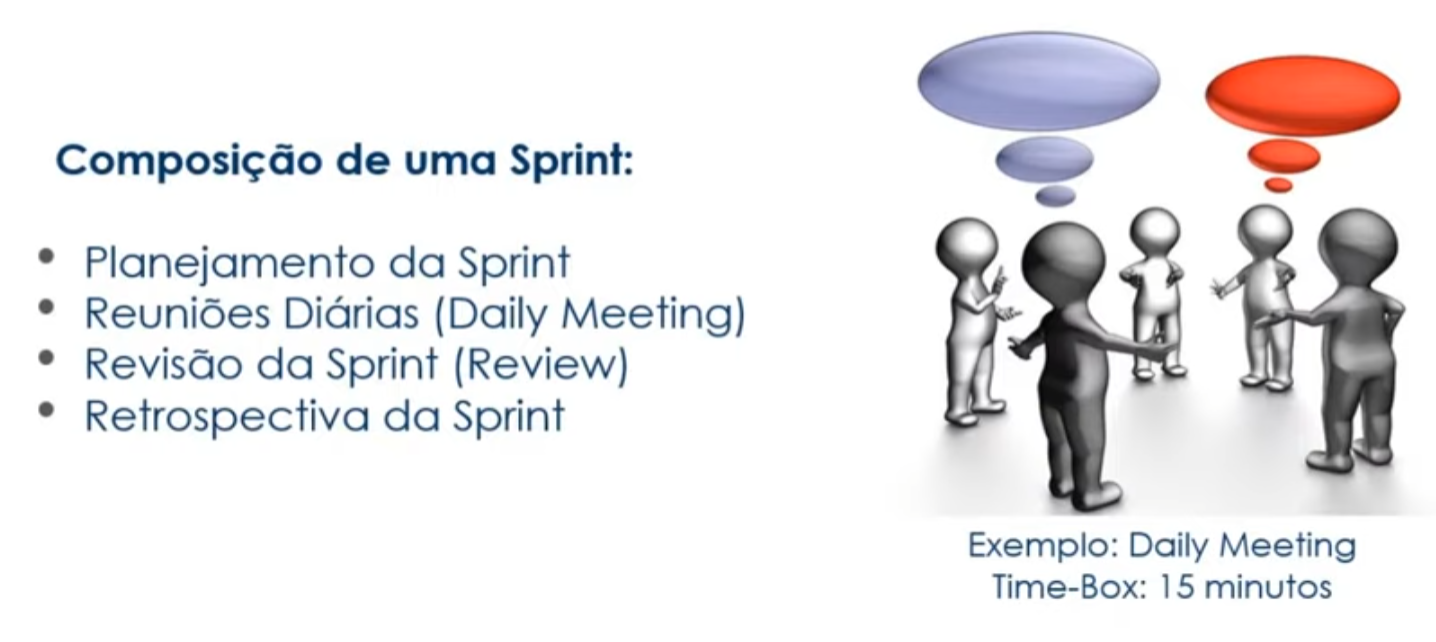 Composição de uma Sprint:
• Planejamento da Sprint
• Reuniões Diárias (Daily Meeting)
• Revisão da Sprint (Review)
• Retrospectiva da Sprint
Exemplo: Daily Meeting
Time-Box: 15 minutos